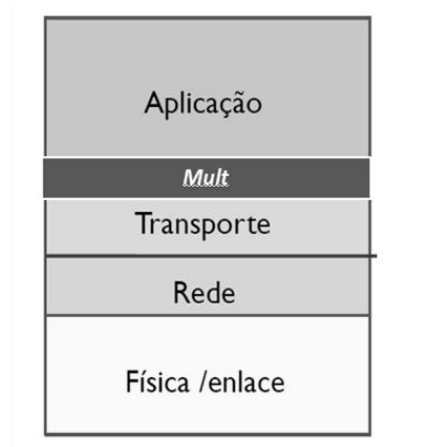 Aplicação
Mult
Transporte
Rede
Física /enlace